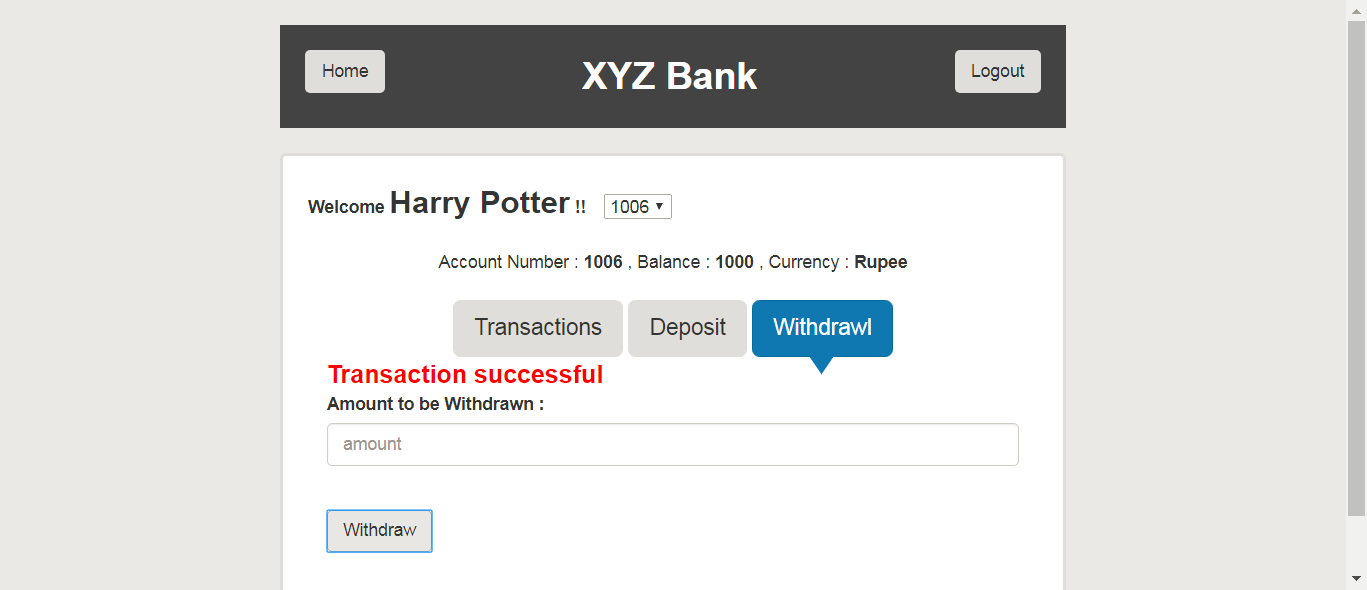 Home XYZ Bank Logout
Welcome Harry Potter !! 1006
Account Number : 1006 , Balance : 1000 , Currency : Rupee
Transactions Deposit Withdrawl
Transaction successful
Amount to be Withdrawn :
amount
Withdraw